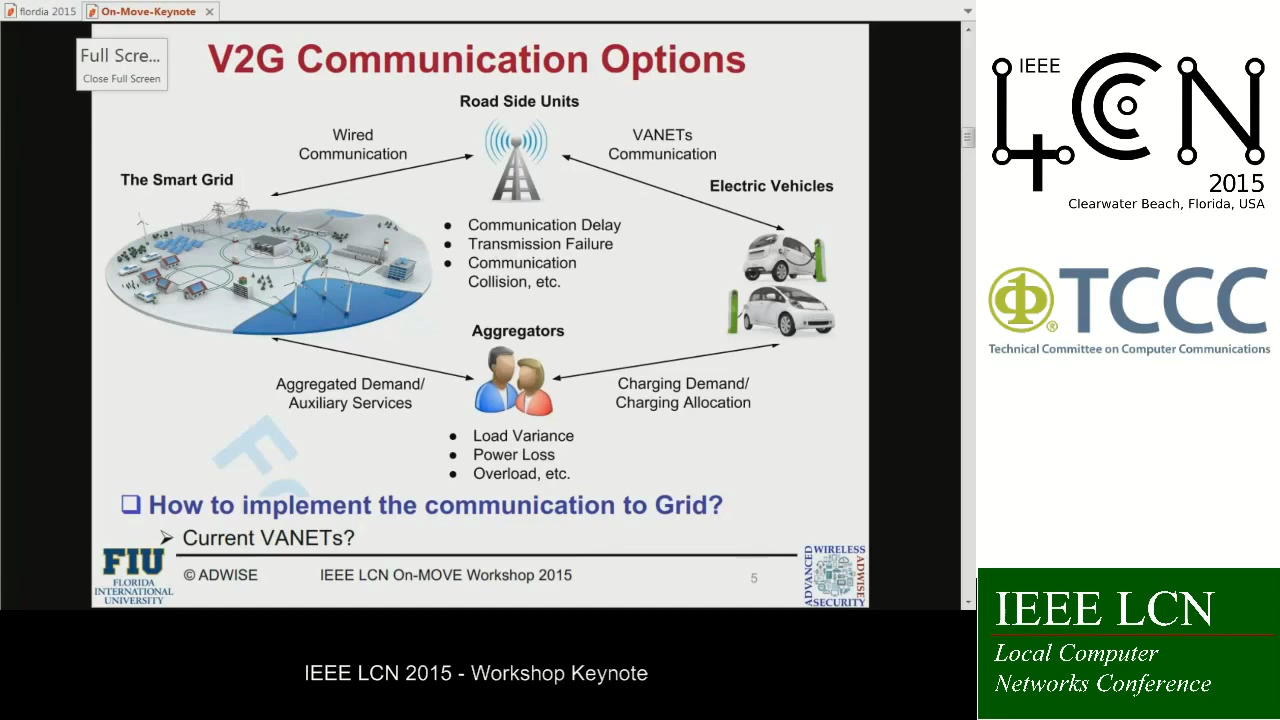 flordia 2015
On-Move-Keynote
Full Scre...
Close Full Screen
V2G Communication Options
Road Side Units
Wired
Communication
VANETs
Communication
The Smart Grid
Electric Vehicles
● Communication Delay
● Transmission Failure
● Communication
Collision, etc.
Aggregators
Aggregated Demand/
Auxiliary Services
Charging Demand/
Charging Allocation
● Load Variance
● Power Loss
● Overload, etc.
❑ How to implement the communication to Grid?
➢ Current VANETs?
FIU
FLORIDA
INTERNATIONAL
UNIVERSITY
© ADWISE
IEEE LCN On-MOVE Workshop 2015
5
ADVANCED
WIRELESS
ADWISE
SECURITY
IEEE LCN 2015 - Workshop Keynote
IEEE
L4CN
2015
Clearwater Beach, Florida, USA
TCCC
Technical Committee on Computer Communications
IEEE LCN
Local Computer
Networks Conference